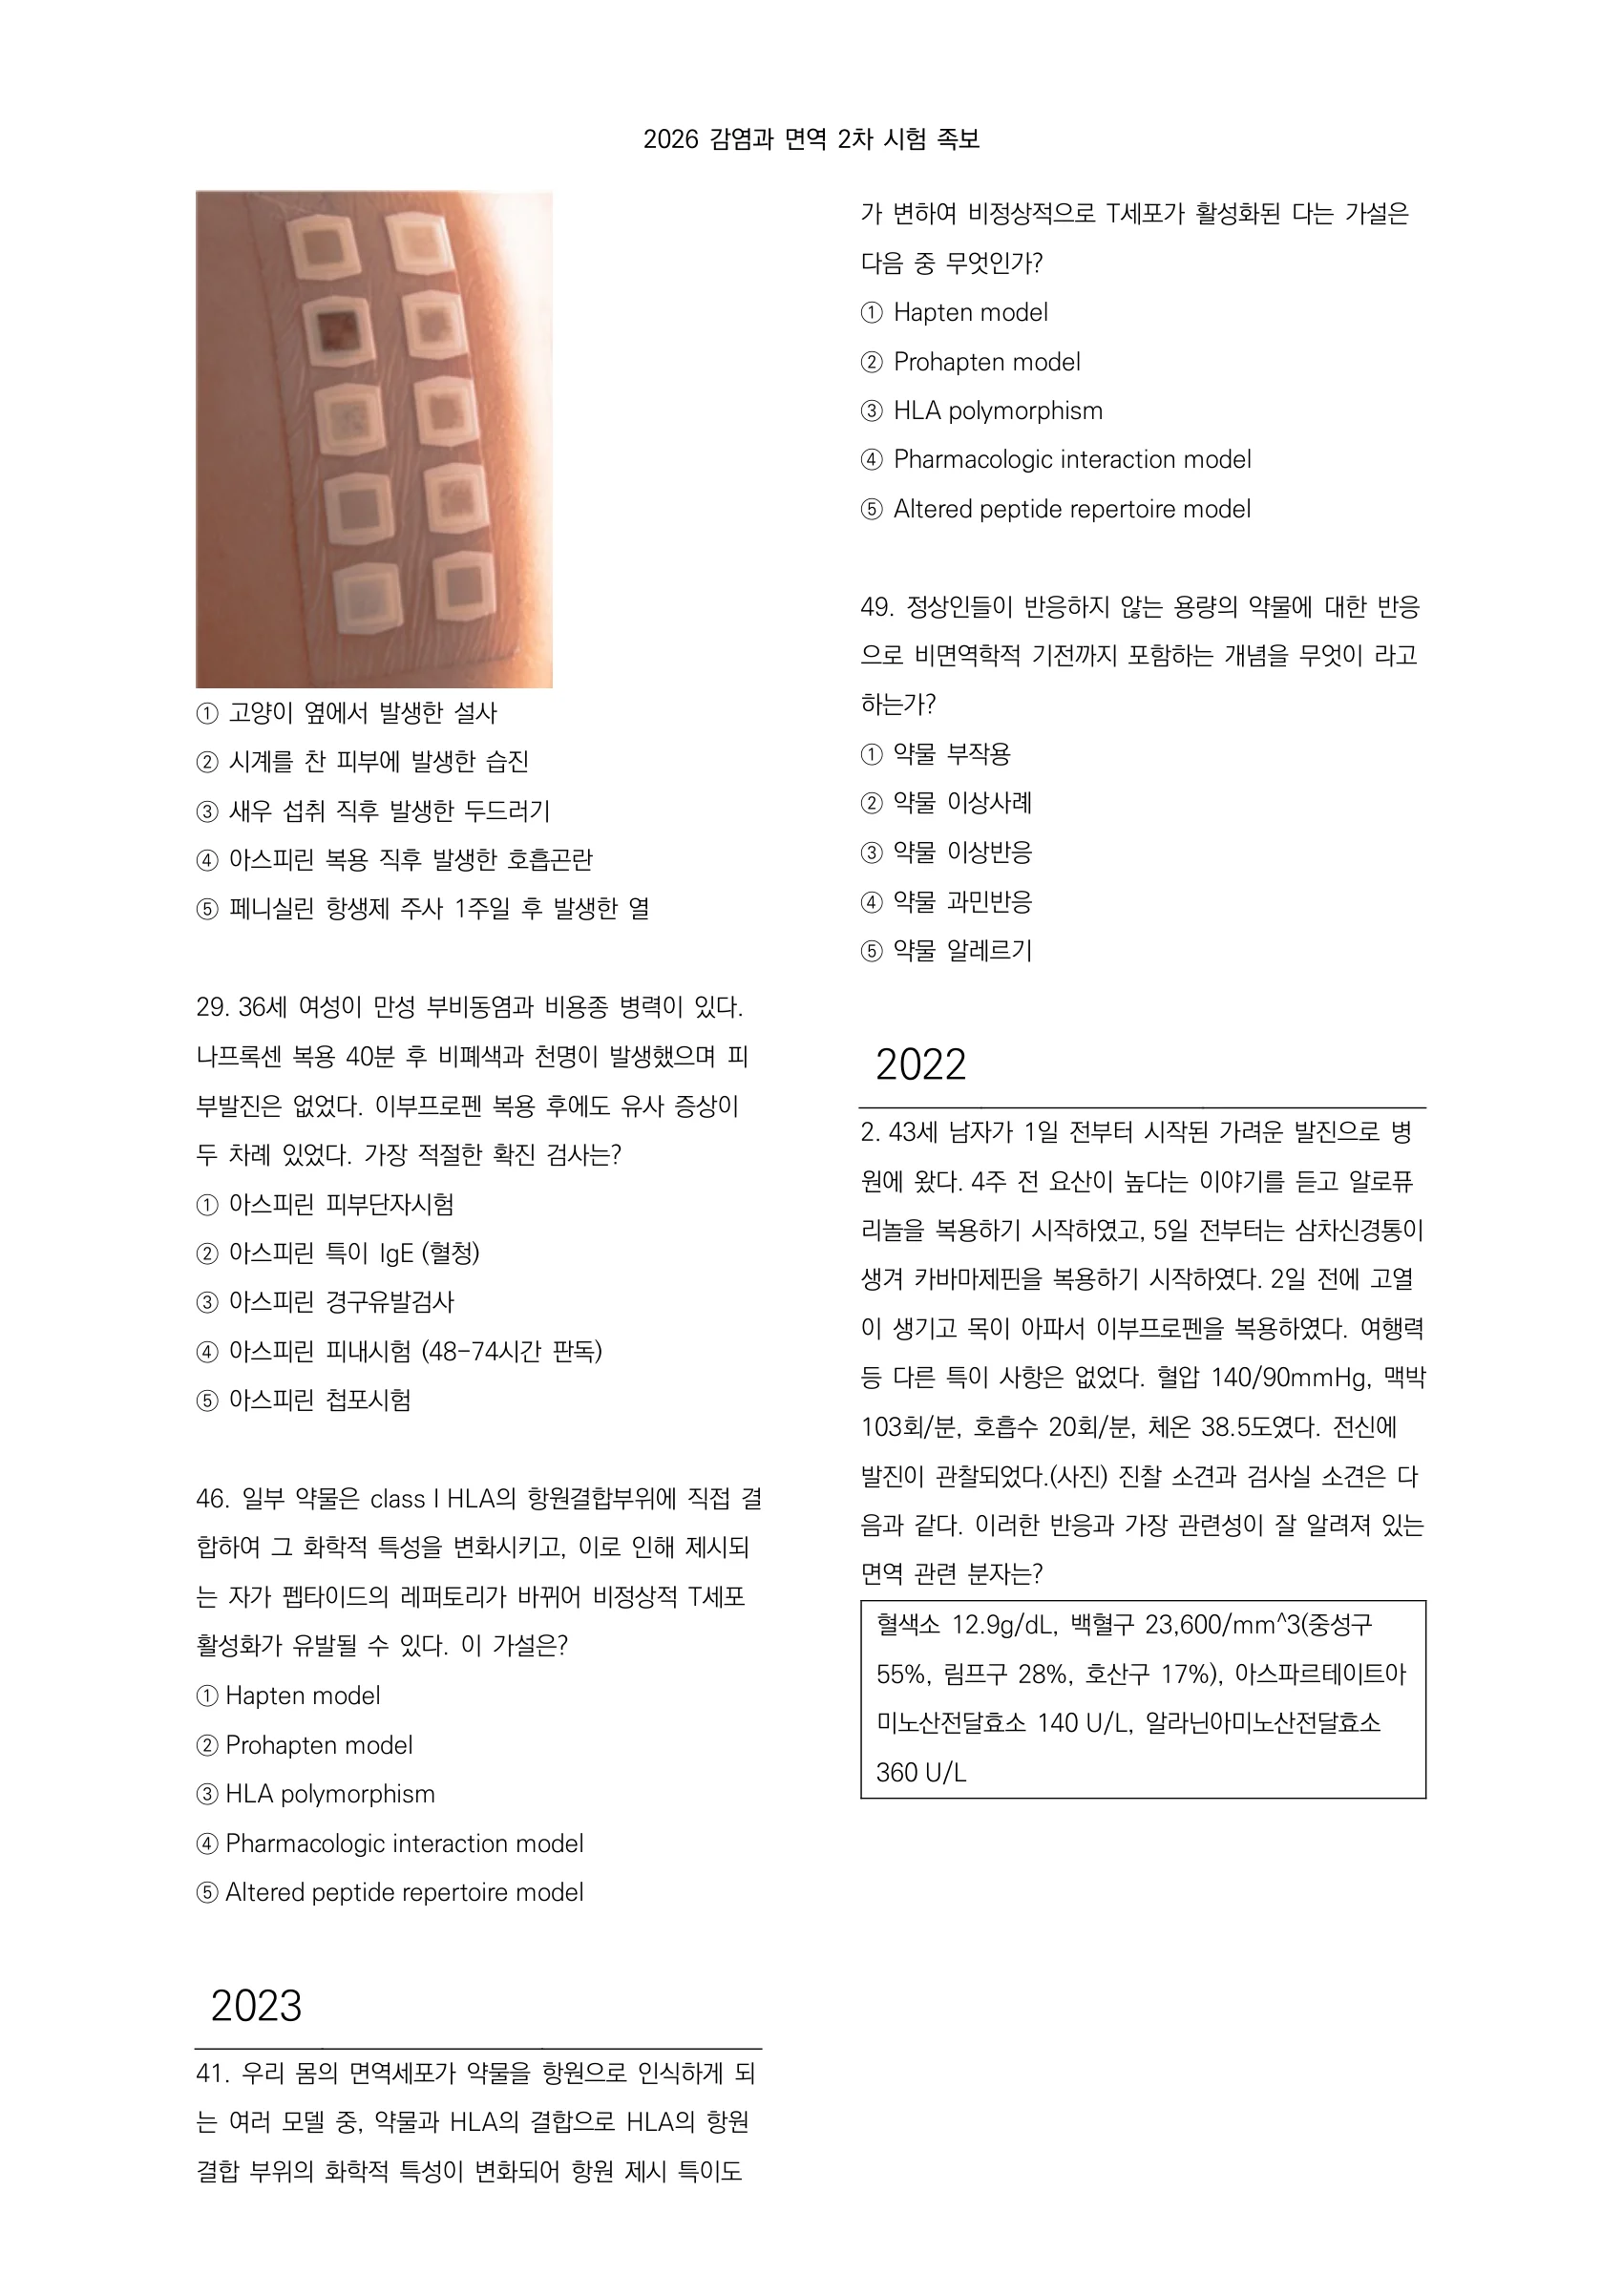 2026 감염과 면역 2차 시험 족보
① 고양이 옆에서 발생한 설사
② 시계를 찬 피부에 발생한 습진
③ 새우 섭취 직후 발생한 두드러기
④ 아스피린 복용 직후 발생한 호흡곤란
⑤ 페니실린 항생제 주사 1주일 후 발생한 열
29. 36세 여성이 만성 부비동염과 비용종 병력이 있다.
나프록센 복용 40분 후 비폐색과 천명이 발생했으며 피
부발진은 없었다. 이부프로펜 복용 후에도 유사 증상이
두 차례 있었다. 가장 적절한 확진 검사는?
① 아스피린 피부단자시험
② 아스피린 특이 IgE (혈청)
③ 아스피린 경구유발검사
④ 아스피린 피내시험 (48-74시간 판독)
⑤ 아스피린 첩포시험
46. 일부 약물은 class I HLA의 항원결합부위에 직접 결
합하여 그 화학적 특성을 변화시키고, 이로 인해 제시되
는 자가 펩타이드의 레퍼토리가 바뀌어 비정상적 T세포
활성화가 유발될 수 있다. 이 가설은?
① Hapten model
② Prohapten model
③ HLA polymorphism
④ Pharmacologic interaction model
⑤ Altered peptide repertoire model
2023
41. 우리 몸의 면역세포가 약물을 항원으로 인식하게 되
는 여러 모델 중, 약물과 HLA의 결합으로 HLA의 항원
결합 부위의 화학적 특성이 변화되어 항원 제시 특이도
가 변하여 비정상적으로 T세포가 활성화된 다는 가설은
다음 중 무엇인가?
① Hapten model
② Prohapten model
③ HLA polymorphism
④ Pharmacologic interaction model
⑤ Altered peptide repertoire model
49. 정상인들이 반응하지 않는 용량의 약물에 대한 반응
으로 비면역학적 기전까지 포함하는 개념을 무엇이 라고
하는가?
① 약물 부작용
② 약물 이상사례
③ 약물 이상반응
④ 약물 과민반응
⑤ 약물 알레르기
2022
2. 43세 남자가 1일 전부터 시작된 가려운 발진으로 병
원에 왔다. 4주 전 요산이 높다는 이야기를 듣고 알로퓨
리놀을 복용하기 시작하였고, 5일 전부터는 삼차신경통이
생겨 카바마제핀을 복용하기 시작하였다. 2일 전에 고열
이 생기고 목이 아파서 이부프로펜을 복용하였다. 여행력
등 다른 특이 사항은 없었다. 혈압 140/90mmHg, 맥박
103회/분, 호흡수 20회/분, 체온 38.5도였다. 전신에
발진이 관찰되었다.(사진) 진찰 소견과 검사실 소견은 다
음과 같다. 이러한 반응과 가장 관련성이 잘 알려져 있는
면역 관련 분자는?
혈색소 12.9g/dL, 백혈구 23,600/mm^3(중성구
55%, 림프구 28%, 호산구 17%), 아스파르테이트아
미노산전달효소 140 U/L, 알라닌아미노산전달효소
360 U/L